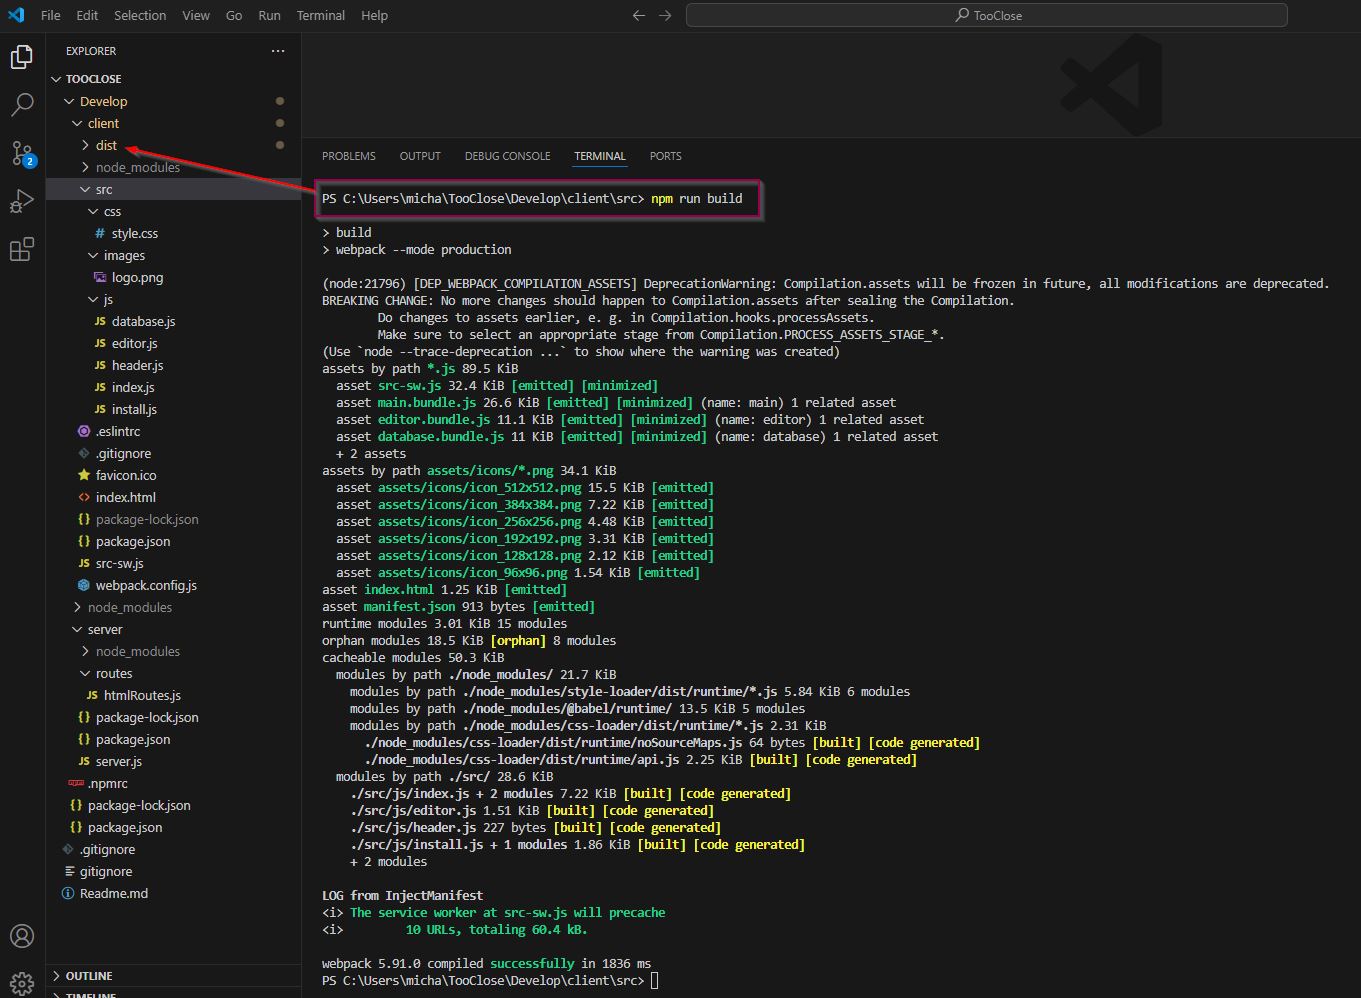 File Edit Selection View Go Run Terminal Help
TooClose
EXPLORER
TOOCLOSE
Develop
client
dist
node_modules
src
css
# style.css
images
logo.png
js
JS database.js
JS editor.js
JS header.js
JS index.js
JS install.js
.eslintrc
.gitignore
favicon.ico
<> index.html
{} package-lock.json
{} package.json
JS src-sw.js
webpack.config.js
node_modules
server
node_modules
routes
JS htmlRoutes.js
{} package-lock.json
{} package.json
JS server.js
npm .npmrc
{} package-lock.json
{} package.json
.gitignore
gitignore
Readme.md
OUTLINE
TIMELINE
2
PROBLEMS OUTPUT DEBUG CONSOLE TERMINAL PORTS
PS C:\Users\micha\TooClose\Develop\client\src> npm run build
> build
> webpack --mode production
(node:21796) [DEP_WEBPACK_COMPILATION_ASSETS] DeprecationWarning: Compilation.assets will be frozen in future, all modifications are deprecated.
BREAKING CHANGE: No more changes should happen to Compilation.assets after sealing the Compilation.
Do changes to assets earlier, e. g. in Compilation.hooks.processAssets.
Make sure to select an appropriate stage from Compilation.PROCESS_ASSETS_STAGE_*.
(Use `node --trace-deprecation ...` to show where the warning was created)
assets by path *.js 89.5 KiB
asset src-sw.js 32.4 KiB [emitted] [minimized]
asset main.bundle.js 26.6 KiB [emitted] [minimized] (name: main) 1 related asset
asset editor.bundle.js 11.1 KiB [emitted] [minimized] (name: editor) 1 related asset
asset database.bundle.js 11 KiB [emitted] [minimized] (name: database) 1 related asset
+ 2 assets
assets by path assets/icons/*.png 34.1 KiB
asset assets/icons/icon_512x512.png 15.5 KiB [emitted]
asset assets/icons/icon_384x384.png 7.22 KiB [emitted]
asset assets/icons/icon_256x256.png 4.48 KiB [emitted]
asset assets/icons/icon_192x192.png 3.31 KiB [emitted]
asset assets/icons/icon_128x128.png 2.12 KiB [emitted]
asset assets/icons/icon_96x96.png 1.54 KiB [emitted]
asset index.html 1.25 KiB [emitted]
asset manifest.json 913 bytes [emitted]
runtime modules 3.01 KiB 15 modules
orphan modules 18.5 KiB [orphan] 8 modules
cacheable modules 50.3 KiB
modules by path ./node_modules/ 21.7 KiB
modules by path ./node_modules/style-loader/dist/runtime/*.js 5.84 KiB 6 modules
modules by path ./node_modules/@babel/runtime/ 13.5 KiB 5 modules
modules by path ./node_modules/css-loader/dist/runtime/*.js 2.31 KiB
./node_modules/css-loader/dist/runtime/noSourceMaps.js 64 bytes [built] [code generated]
./node_modules/css-loader/dist/runtime/api.js 2.25 KiB [built] [code generated]
modules by path ./src/ 28.6 KiB
./src/js/index.js + 2 modules 7.22 KiB [built] [code generated]
./src/js/editor.js 1.51 KiB [built] [code generated]
./src/js/header.js 227 bytes [built] [code generated]
./src/js/install.js + 1 modules 1.86 KiB [built] [code generated]
+ 2 modules
LOG from InjectManifest
<i> The service worker at src-sw.js will precache
<i> 10 URLs, totaling 60.4 kB.
webpack 5.91.0 compiled successfully in 1836 ms
PS C:\Users\micha\TooClose\Develop\client\src>